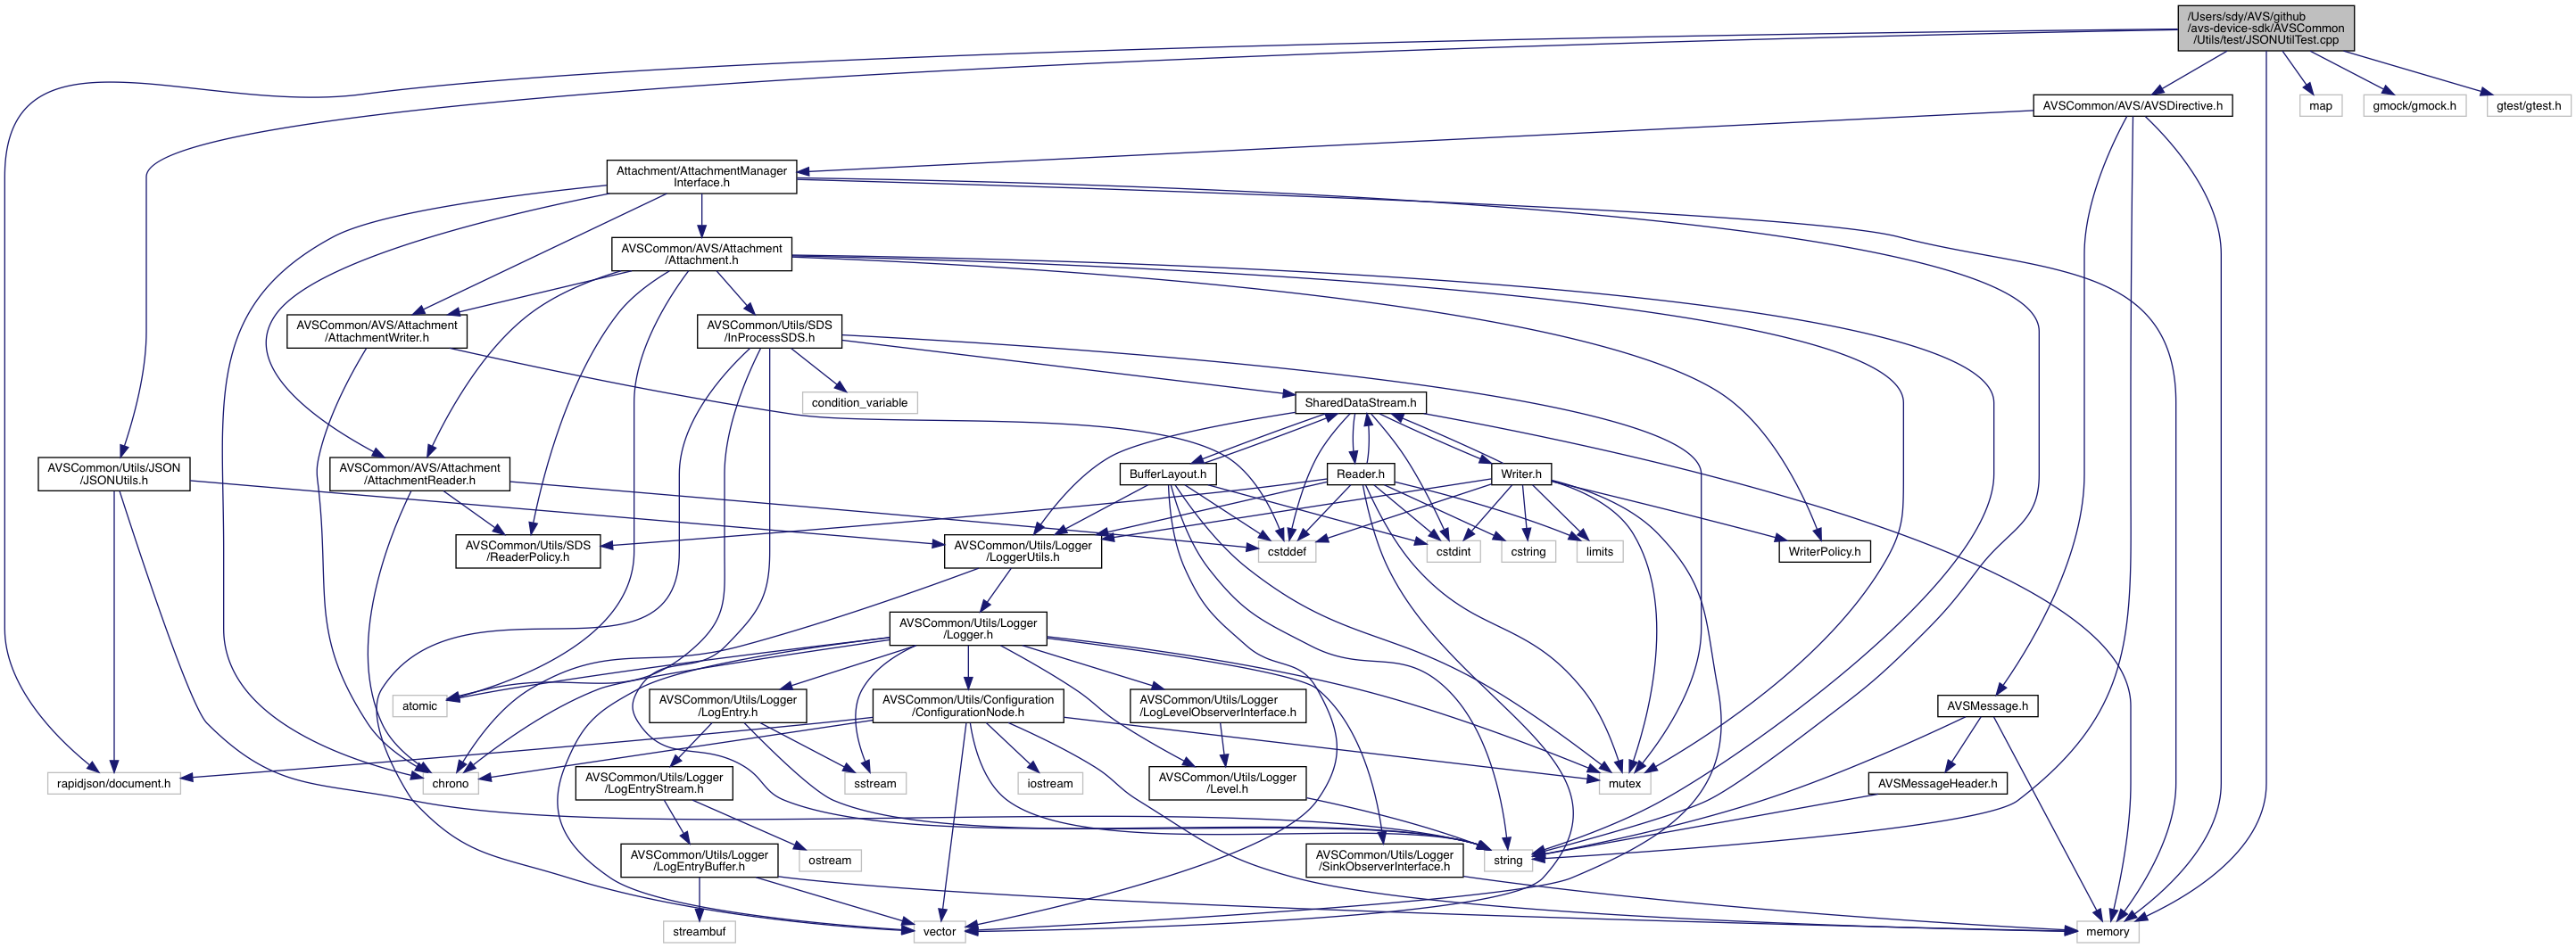 /Users/sdy/AVS/github
/avs-device-sdk/AVSCommon
/Utils/test/JSONUtilTest.cpp
AVSCommon/AVS/AVSDirective.h
map
gmock/gmock.h
gtest/gtest.h
Attachment/AttachmentManager
Interface.h
AVSCommon/AVS/Attachment
/Attachment.h
AVSCommon/AVS/Attachment
/AttachmentWriter.h
AVSCommon/Utils/SDS
/InProcessSDS.h
condition_variable
SharedDataStream.h
AVSCommon/Utils/JSON
/JSONUtils.h
AVSCommon/AVS/Attachment
/AttachmentReader.h
BufferLayout.h
Reader.h
Writer.h
AVSCommon/Utils/SDS
/ReaderPolicy.h
AVSCommon/Utils/Logger
/LoggerUtils.h
cstddef
cstdint
cstring
limits
WriterPolicy.h
AVSCommon/Utils/Logger
/Logger.h
atomic
AVSCommon/Utils/Logger
/LogEntry.h
AVSCommon/Utils/Configuration
/ConfigurationNode.h
AVSCommon/Utils/Logger
/LogLevelObserverInterface.h
AVSMessage.h
rapidjson/document.h
chrono
AVSCommon/Utils/Logger
/LogEntryStream.h
sstream
iostream
AVSCommon/Utils/Logger
/Level.h
mutex
AVSMessageHeader.h
AVSCommon/Utils/Logger
/LogEntryBuffer.h
ostream
AVSCommon/Utils/Logger
/SinkObserverInterface.h
string
streambuf
vector
memory